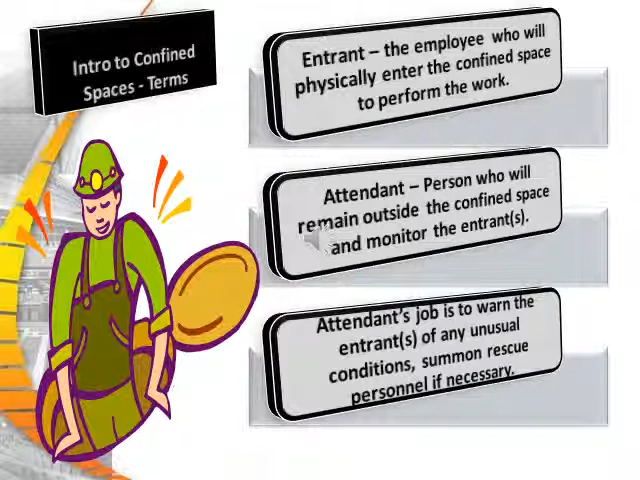 Intro to Confined
Spaces - Terms
Entrant – the employee who will
physically enter the confined space
to perform the work.
Attendant – Person who will
remain outside the confined space
and monitor the entrant(s).
Attendant's job is to warn the
entrant(s) of any unusual
conditions, summon rescue
personnel if necessary.